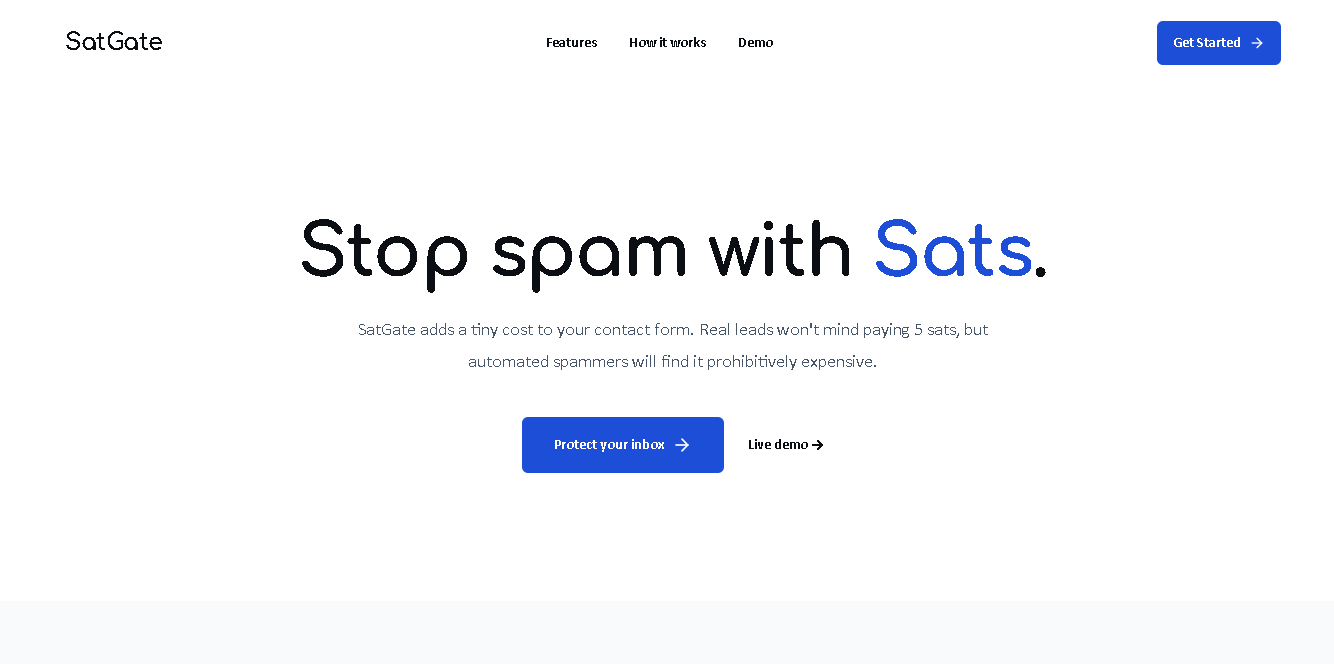 SatGate
Features
How it works
Demo
Get Started →
Stop spam with Sats.
SatGate adds a tiny cost to your contact form. Real leads won't mind paying 5 sats, but
automated spammers will find it prohibitively expensive.
Protect your inbox →
Live demo →